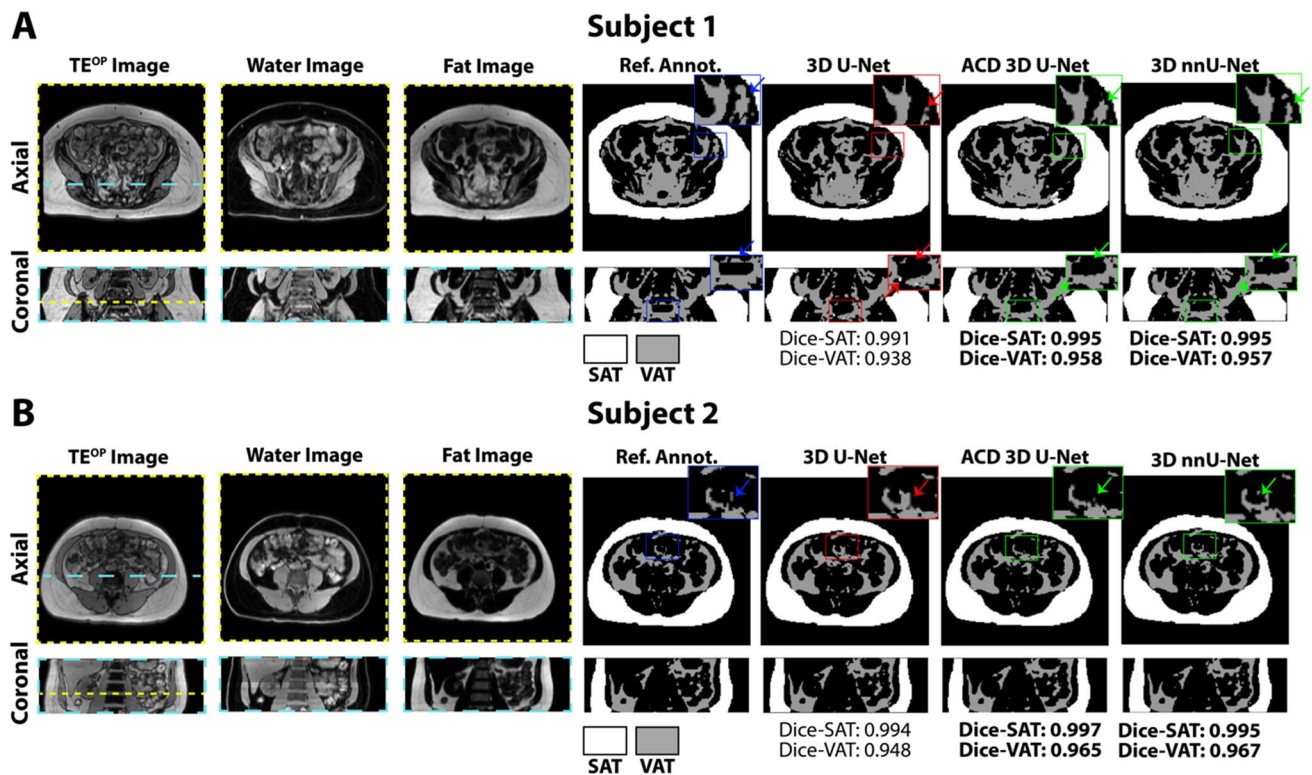 A
Subject 1
TE^OP Image
Water Image
Fat Image
Ref. Annot.
3D U-Net
ACD 3D U-Net
3D nnU-Net
Axial
Coronal
SAT
VAT
Dice-SAT: 0.991
Dice-VAT: 0.938
Dice-SAT: 0.995
Dice-VAT: 0.958
Dice-SAT: 0.995
Dice-VAT: 0.957
B
Subject 2
TE^OP Image
Water Image
Fat Image
Ref. Annot.
3D U-Net
ACD 3D U-Net
3D nnU-Net
Axial
Coronal
SAT
VAT
Dice-SAT: 0.994
Dice-VAT: 0.948
Dice-SAT: 0.997
Dice-VAT: 0.965
Dice-SAT: 0.995
Dice-VAT: 0.967